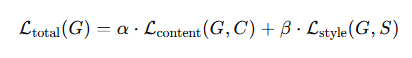 ℒ_total(G) = α · ℒ_content(G, C) + β · ℒ_style(G, S)